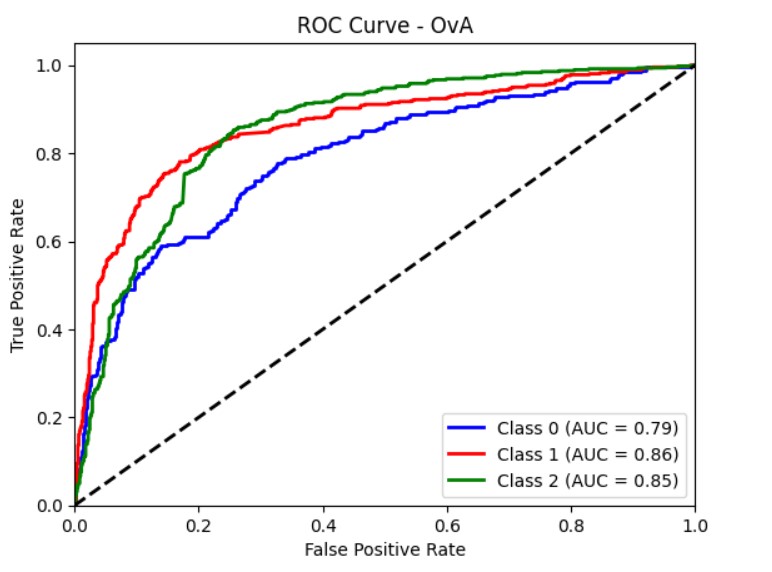 ROC Curve - OvA
True Positive Rate
1.0
0.8
0.6
0.4
0.2
0.0
0.0 0.2 0.4 0.6 0.8 1.0
False Positive Rate
Class 0 (AUC = 0.79)
Class 1 (AUC = 0.86)
Class 2 (AUC = 0.85)